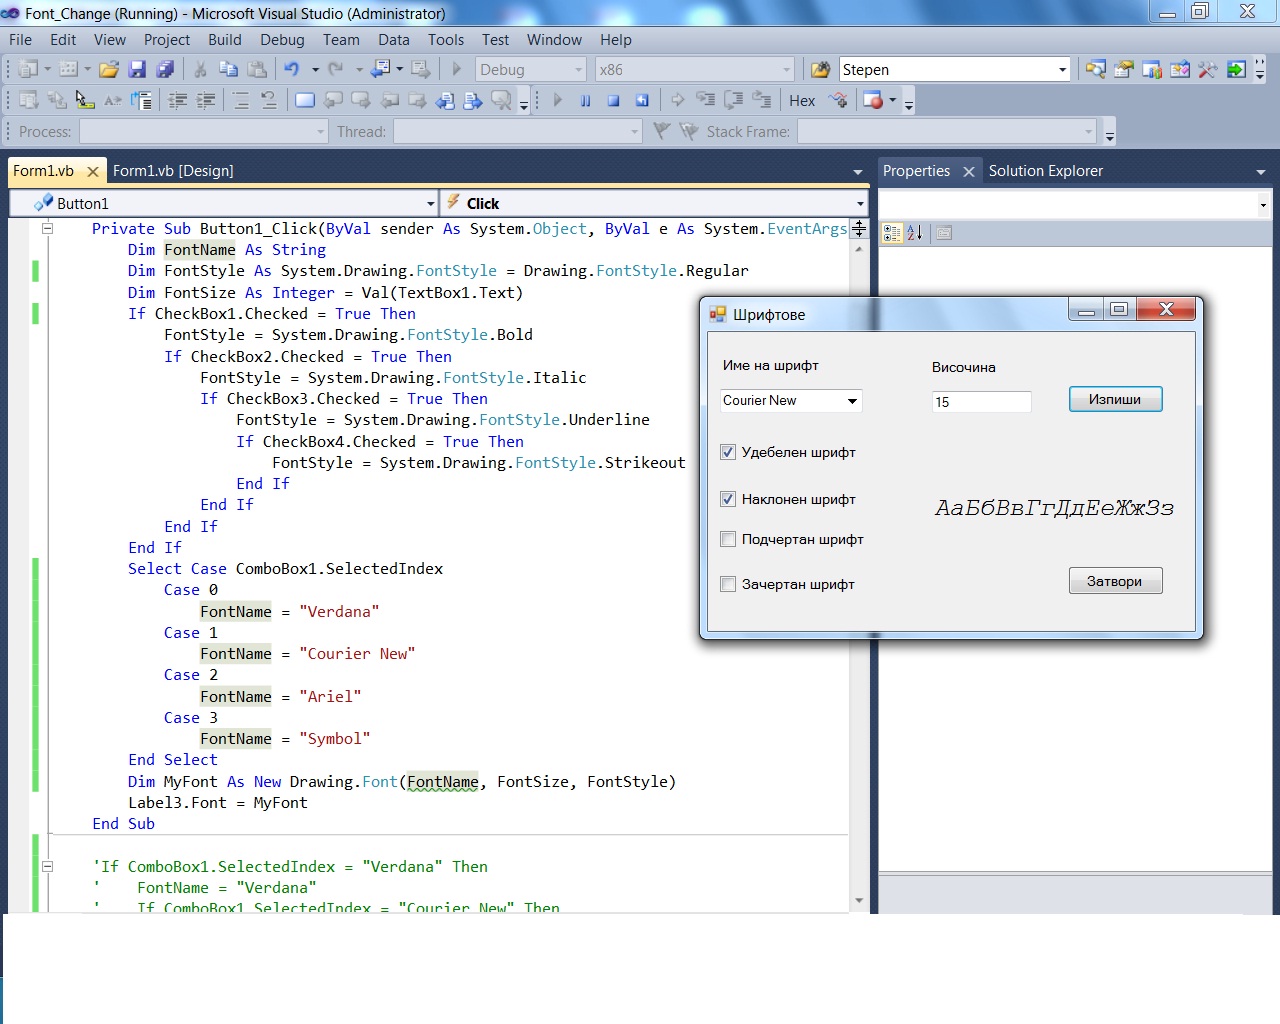 Font_Change (Running) - Microsoft Visual Studio (Administrator)
File Edit View Project Build Debug Team Data Tools Test Window Help
Debug x86 Stepen
Hex
Process: Thread: Stack Frame:
Form1.vb Form1.vb [Design]
Properties Solution Explorer
Button1 Click
Private Sub Button1_Click(ByVal sender As System.Object, ByVal e As System.EventArgs
Dim FontName As String
Dim FontStyle As System.Drawing.FontStyle = Drawing.FontStyle.Regular
Dim FontSize As Integer = Val(TextBox1.Text)
If CheckBox1.Checked = True Then
FontStyle = System.Drawing.FontStyle.Bold
If CheckBox2.Checked = True Then
FontStyle = System.Drawing.FontStyle.Italic
If CheckBox3.Checked = True Then
FontStyle = System.Drawing.FontStyle.Underline
If CheckBox4.Checked = True Then
FontStyle = System.Drawing.FontStyle.Strikeout
End If
End If
End If
End If
Select Case ComboBox1.SelectedIndex
Case 0
FontName = "Verdana"
Case 1
FontName = "Courier New"
Case 2
FontName = "Ariel"
Case 3
FontName = "Symbol"
End Select
Dim MyFont As New Drawing.Font(FontName, FontSize, FontStyle)
Label3.Font = MyFont
End Sub
'If ComboBox1.SelectedIndex = "Verdana" Then
' FontName = "Verdana"
' If ComboBox1.SelectedIndex = "Courier New" Then
Шрифтове
Име на шрифт
Височина
Courier New
15
Изпиши
Удебелен шрифт
Наклонен шрифт
АаБбВвГгДдЕеЖжЗз
Подчертан шрифт
Зачертан шрифт
Затвори